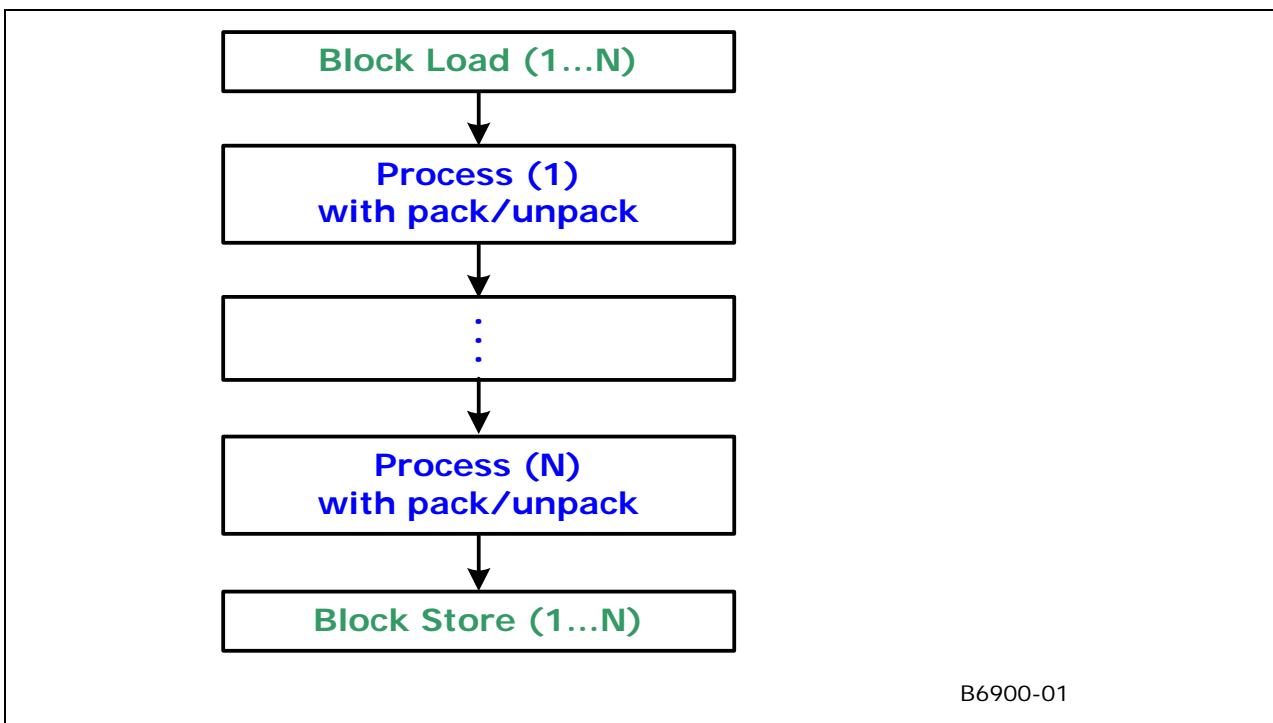 Block Load (1...N)
Process (1)
with pack/unpack
.
.
.
Process (N)
with pack/unpack
Block Store (1...N)
B6900-01